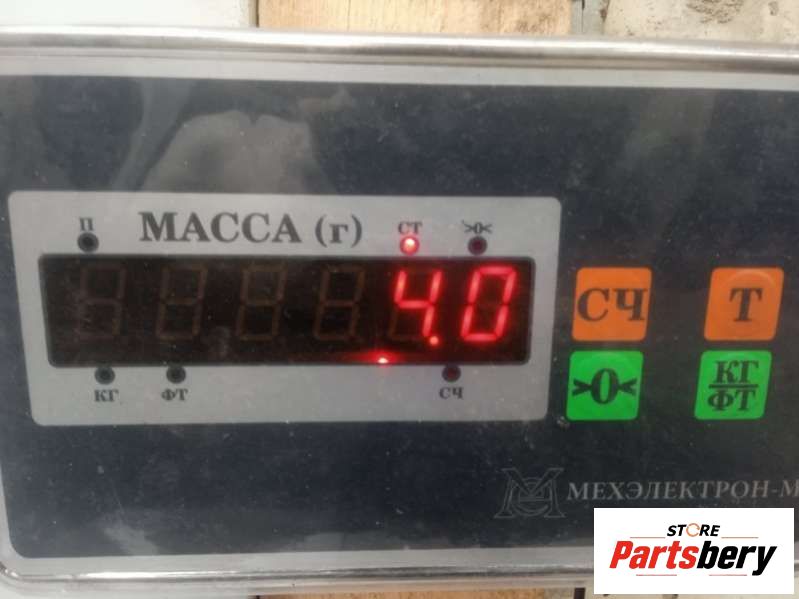 П МАССА (г) СТ >0<
4.0
КГ ФТ СЧ
СЧ Т
>0< КГ/ФТ
МЕХЭЛЕКТРОН-М
STORE
Partsbery